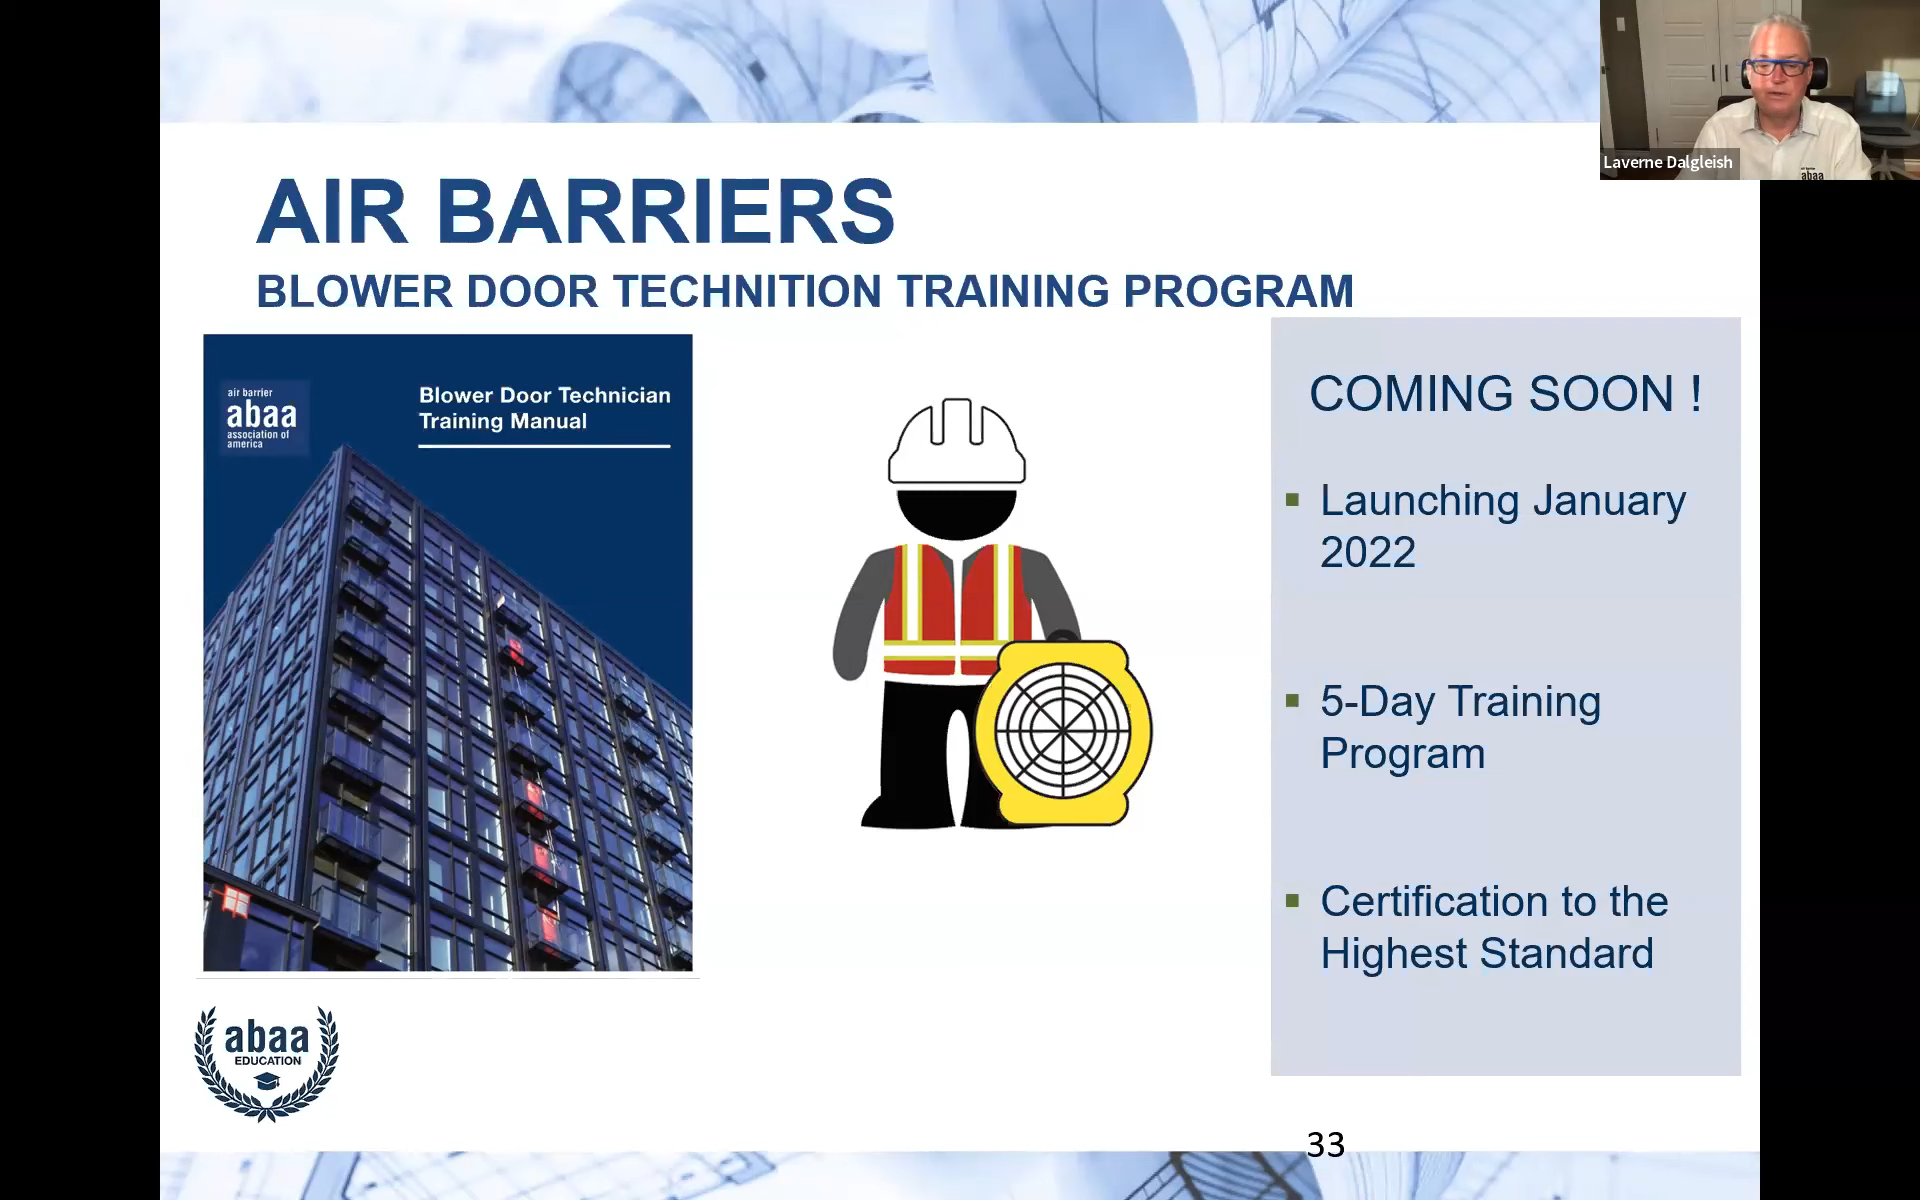 Laverne Dalgleish
abaa
AIR BARRIERS
BLOWER DOOR TECHNITION TRAINING PROGRAM
air barrier
abaa
association of
america
Blower Door Technician
Training Manual
COMING SOON !
Launching January
2022
5-Day Training
Program
Certification to the
Highest Standard
abaa
EDUCATION
33